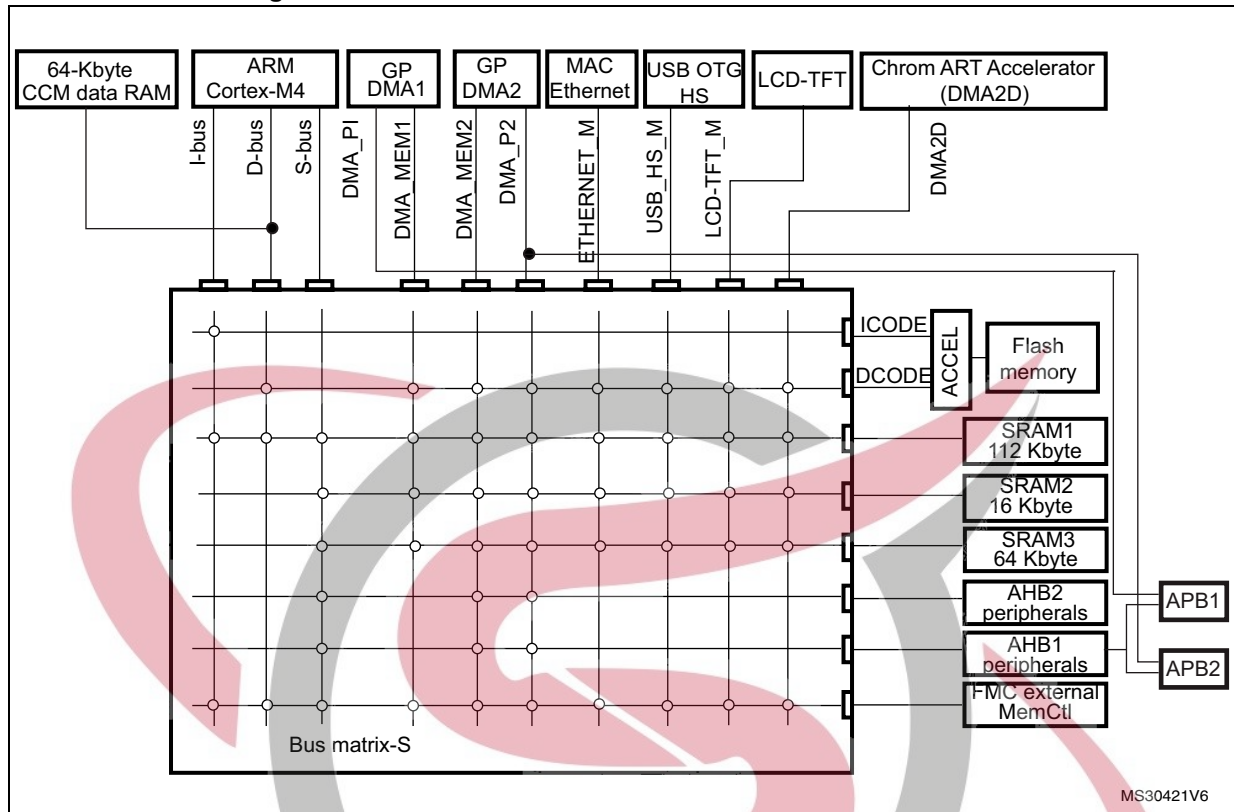 64-Kbyte
CCM data RAM
ARM
Cortex-M4
GP
DMA1
GP
DMA2
MAC
Ethernet
USB OTG
HS
LCD-TFT
Chrom ART Accelerator
(DMA2D)
I-bus
D-bus
S-bus
DMA_PI
DMA_MEM1
DMA_MEM2
DMA_P2
ETHERNET_M
USB_HS_M
LCD-TFT_M
DMA2D
ICODE
DCODE
ACCEL
Flash
memory
SRAM1
112 Kbyte
SRAM2
16 Kbyte
SRAM3
64 Kbyte
AHB2
peripherals
AHB1
peripherals
FMC external
MemCtl
APB1
APB2
Bus matrix-S
MS30421V6